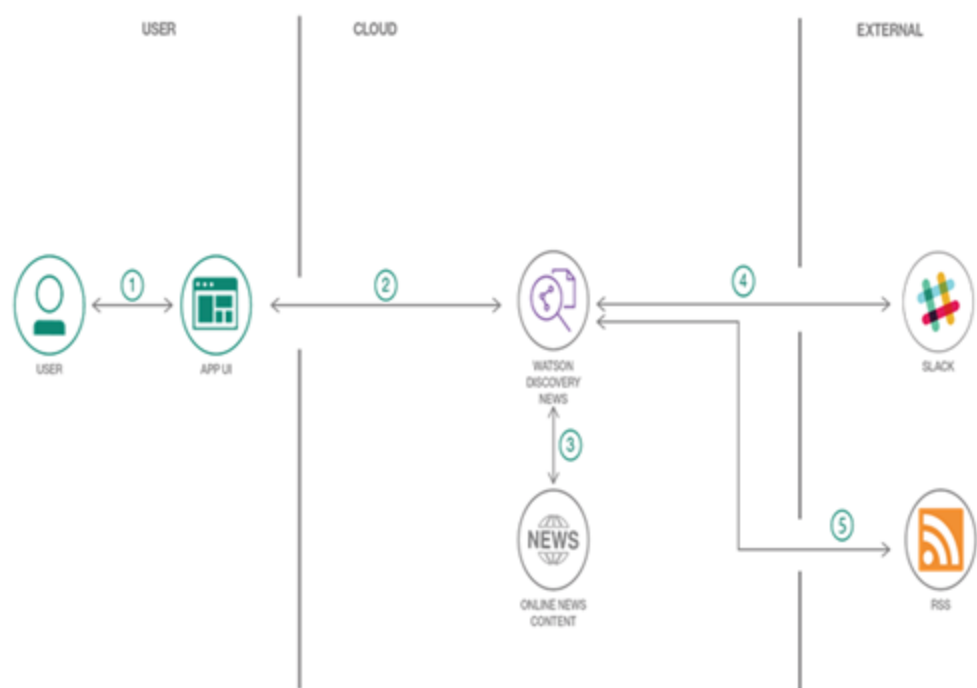 USER
CLOUD
EXTERNAL
1
2
4
USER
APP UI
WATSON
DISCOVERY
NEWS
SLACK
3
5
NEWS
ONLINE NEWS
CONTENT
RSS